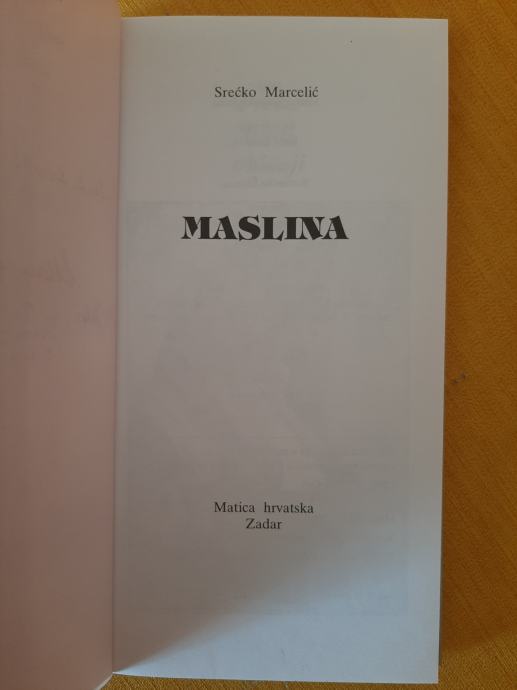 Srećko Marcelić
MASLINA
Matica hrvatska
Zadar